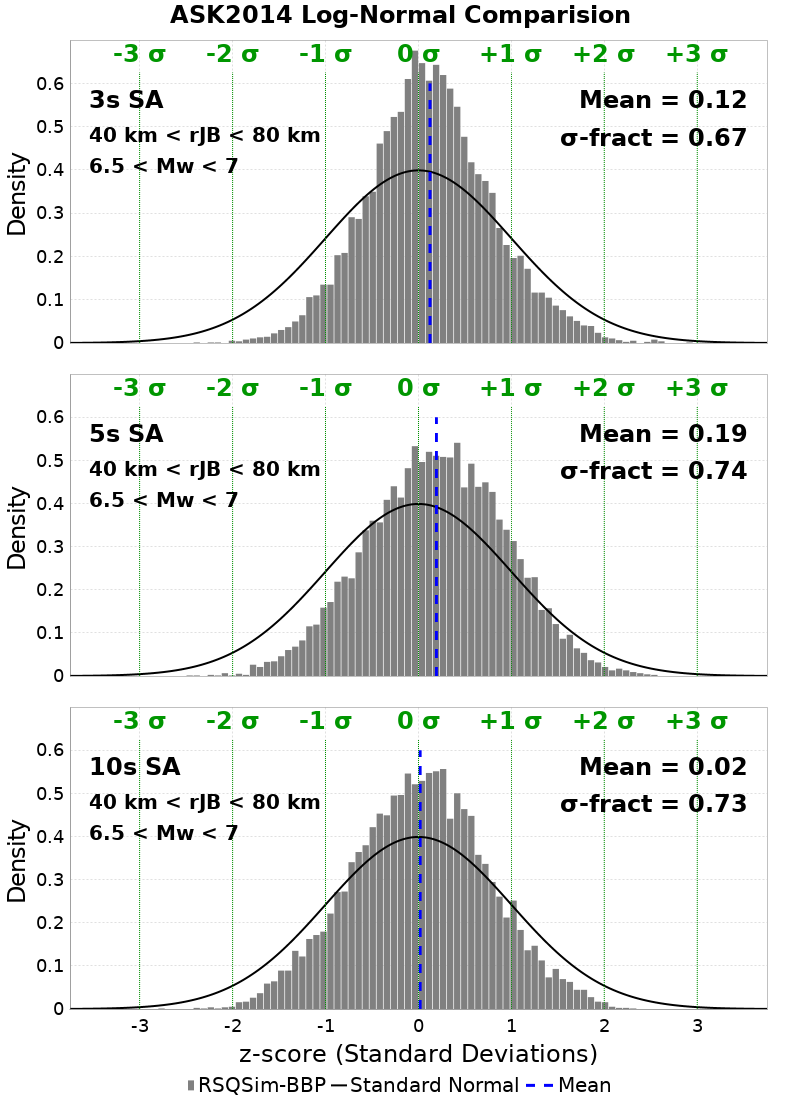 ASK2014 Log-Normal Comparision
-3 σ -2 σ -1 σ 0 σ +1 σ +2 σ +3 σ
3s SA
40 km < rJB < 80 km
6.5 < Mw < 7
Mean = 0.12
σ-fract = 0.67
Density
0.6
0.5
0.4
0.3
0.2
0.1
0
-3 σ -2 σ -1 σ 0 σ +1 σ +2 σ +3 σ
5s SA
40 km < rJB < 80 km
6.5 < Mw < 7
Mean = 0.19
σ-fract = 0.74
Density
0.6
0.5
0.4
0.3
0.2
0.1
0
-3 σ -2 σ -1 σ 0 σ +1 σ +2 σ +3 σ
10s SA
40 km < rJB < 80 km
6.5 < Mw < 7
Mean = 0.02
σ-fract = 0.73
Density
0.6
0.5
0.4
0.3
0.2
0.1
0
-3 -2 -1 0 1 2 3
z-score (Standard Deviations)
RSQSim-BBP Standard Normal Mean